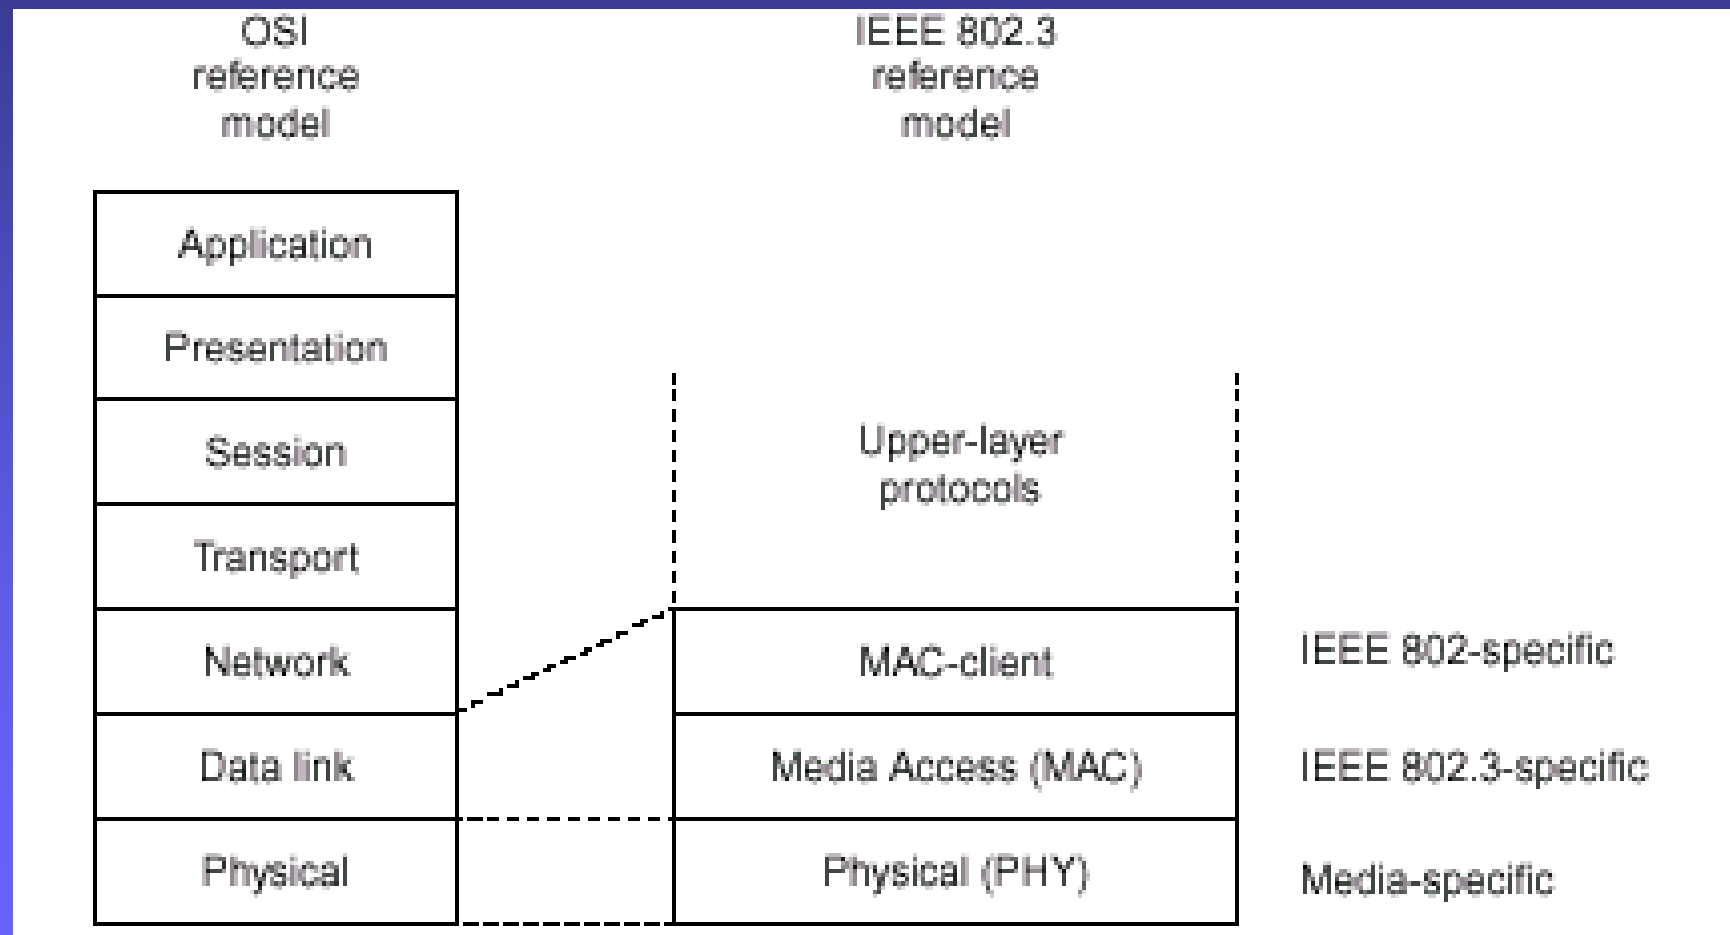 OSI
reference
model
IEEE 802.3
reference
model
Application
Presentation
Session
Transport
Network
Data link
Physical
Upper-layer
protocols
MAC-client
Media Access (MAC)
Physical (PHY)
IEEE 802-specific
IEEE 802.3-specific
Media-specific